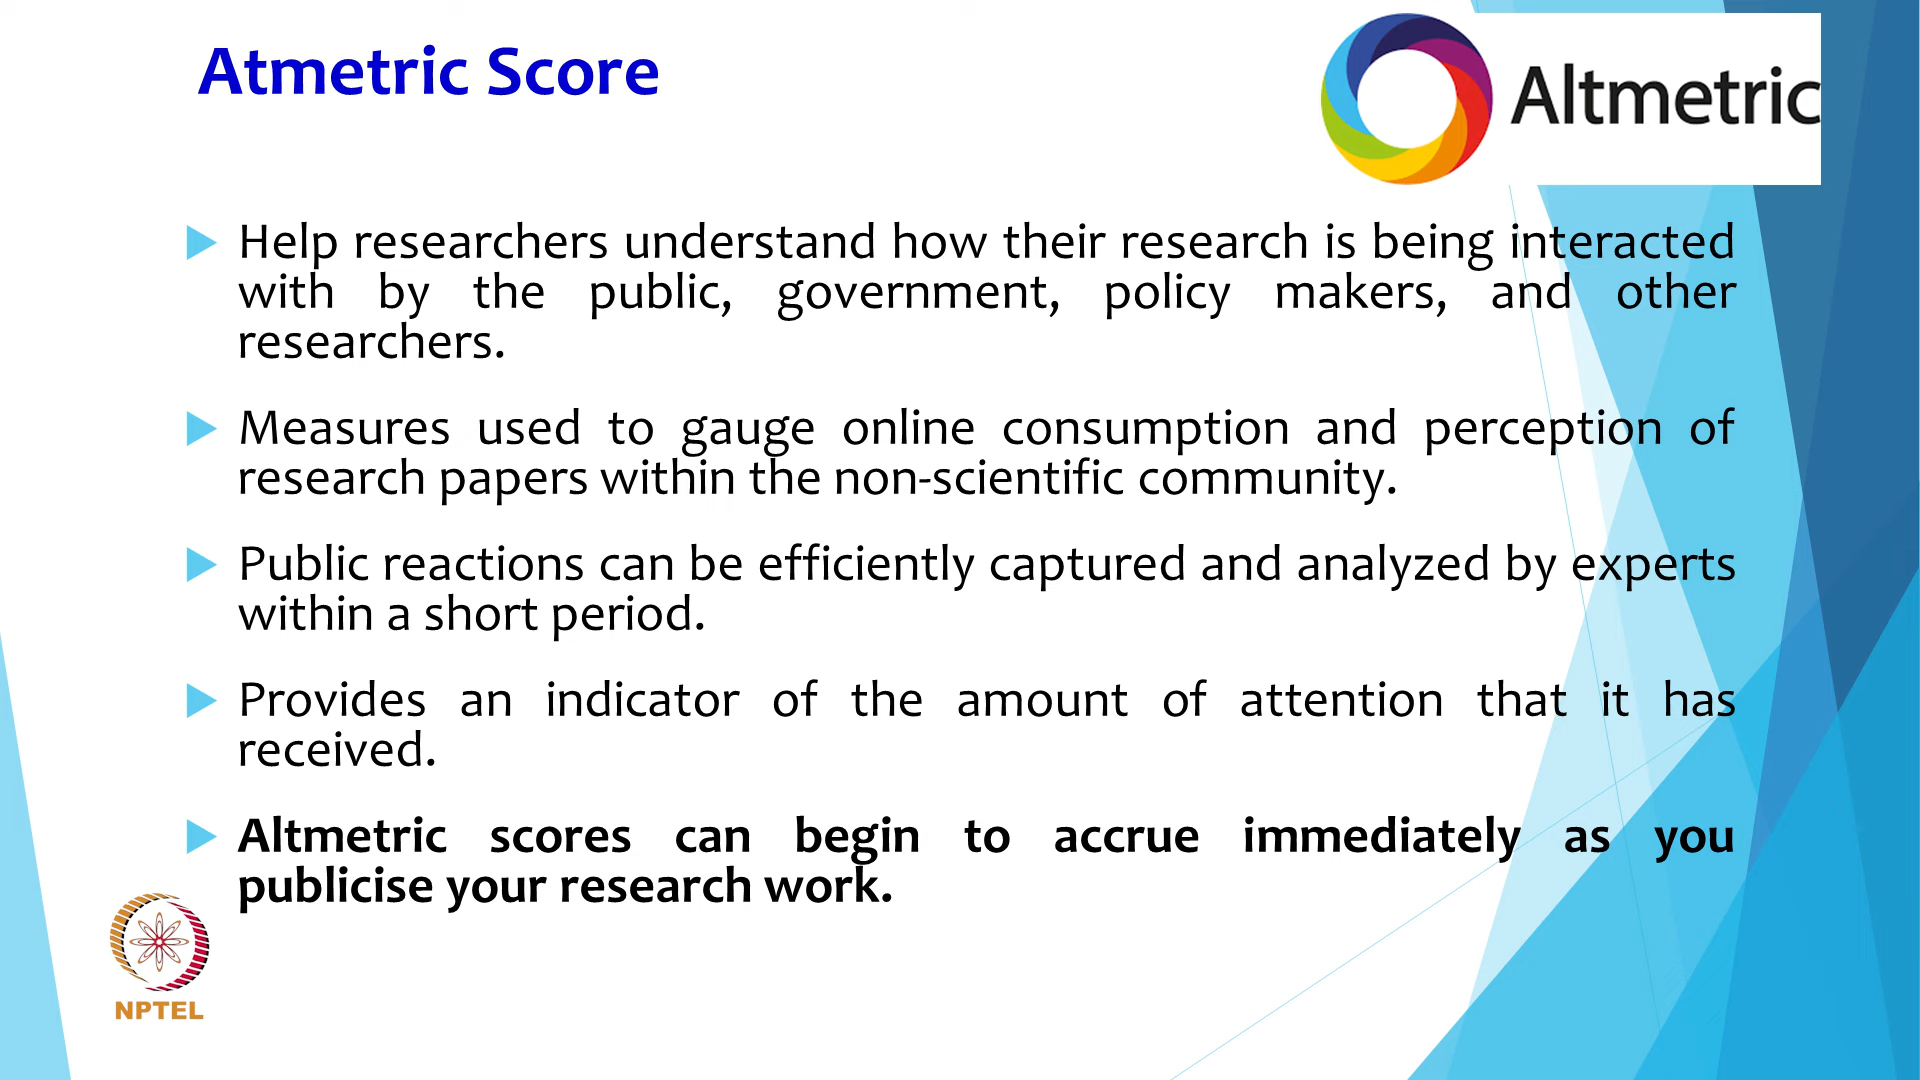 Atmetric Score
Altmetric
Help researchers understand how their research is being interacted
with by the public, government, policy makers, and other
researchers.
Measures used to gauge online consumption and perception of
research papers within the non-scientific community.
Public reactions can be efficiently captured and analyzed by experts
within a short period.
Provides an indicator of the amount of attention that it has
received.
Altmetric scores can begin to accrue immediately as you
publicise your research work.
NPTEL